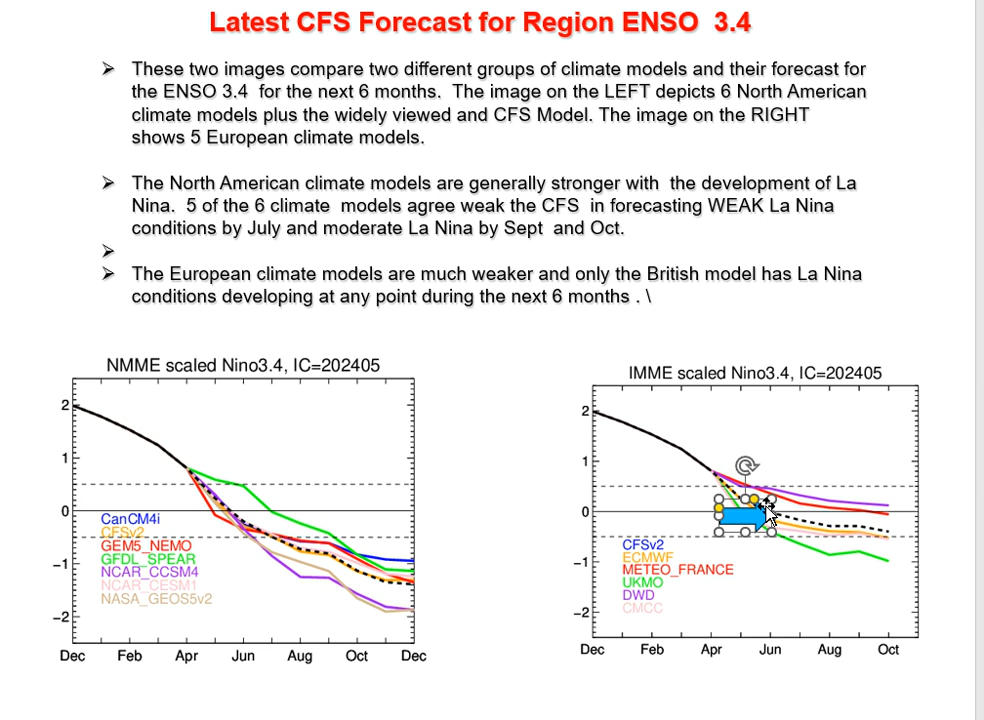 Latest CFS Forecast for Region ENSO 3.4
➢ These two images compare two different groups of climate models and their forecast for
the ENSO 3.4 for the next 6 months. The image on the LEFT depicts 6 North American
climate models plus the widely viewed and CFS Model. The image on the RIGHT
shows 5 European climate models.
➢ The North American climate models are generally stronger with the development of La
Nina. 5 of the 6 climate models agree weak the CFS in forecasting WEAK La Nina
conditions by July and moderate La Nina by Sept and Oct.
➢
➢ The European climate models are much weaker and only the British model has La Nina
conditions developing at any point during the next 6 months . \
NMME scaled Nino3.4, IC=202405
2
1
0
−1
−2
CanCM4i
CFSv2
GEM5_NEMO
GFDL_SPEAR
NCAR_CCSM4
NCAR_CESM1
NASA_GEOS5v2
Dec Feb Apr Jun Aug Oct Dec
IMME scaled Nino3.4, IC=202405
2
1
0
−1
−2
CFSv2
ECMWF
METEO_FRANCE
UKMO
DWD
CMCC
Dec Feb Apr Jun Aug Oct